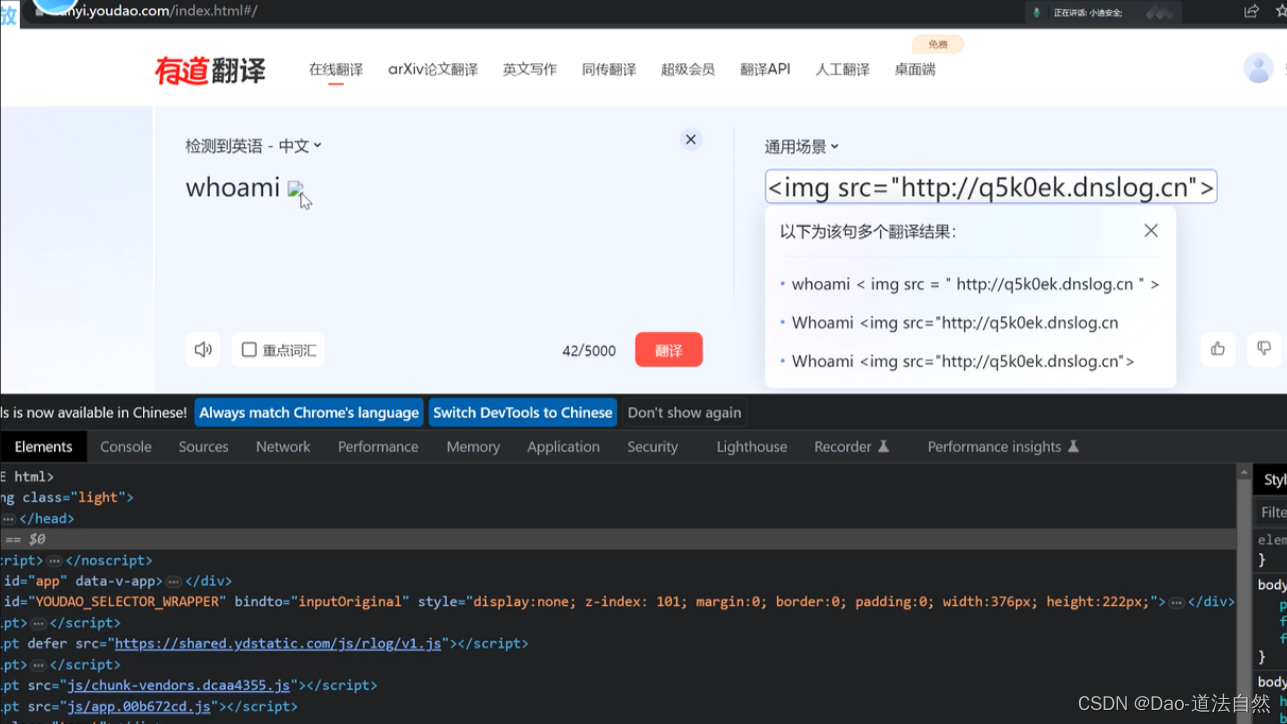 放
nyi.youdao.com/index.html#/
正在讲话: 小迪安全;
免费
有道翻译
在线翻译 arXiv论文翻译 英文写作 同传翻译 超级会员 翻译API 人工翻译 桌面端
检测到英语 - 中文
通用场景
whoami
<img src="http://q5k0ek.dnslog.cn">
以下为该句多个翻译结果:
• whoami < img src = " http://q5k0ek.dnslog.cn " >
• Whoami <img src="http://q5k0ek.dnslog.cn
• Whoami <img src="http://q5k0ek.dnslog.cn">
重点词汇
42/5000
翻译
ls is now available in Chinese! Always match Chrome's language Switch DevTools to Chinese Don't show again
Elements Console Sources Network Performance Memory Application Security Lighthouse Recorder Performance insights
E html>
ng class="light">
</head>
== $0
cript>…</noscript>
id="app" data-v-app>…</div>
id="YOUDAO_SELECTOR_WRAPPER" bindto="inputOriginal" style="display:none; z-index: 101; margin:0; border:0; padding:0; width:376px; height:222px;">…</div>
ipt>…</script>
ipt defer src="https://shared.ydstatic.com/js/rlog/v1.js"></script>
ipt>…</script>
ipt src="js/chunk-vendors.dcaa4355.js"></script>
ipt src="js/app.00b672cd.js"></script>
Styl
Filte
elem
}
body
p
f
f
}
body
CSDN @Dao-道法自然